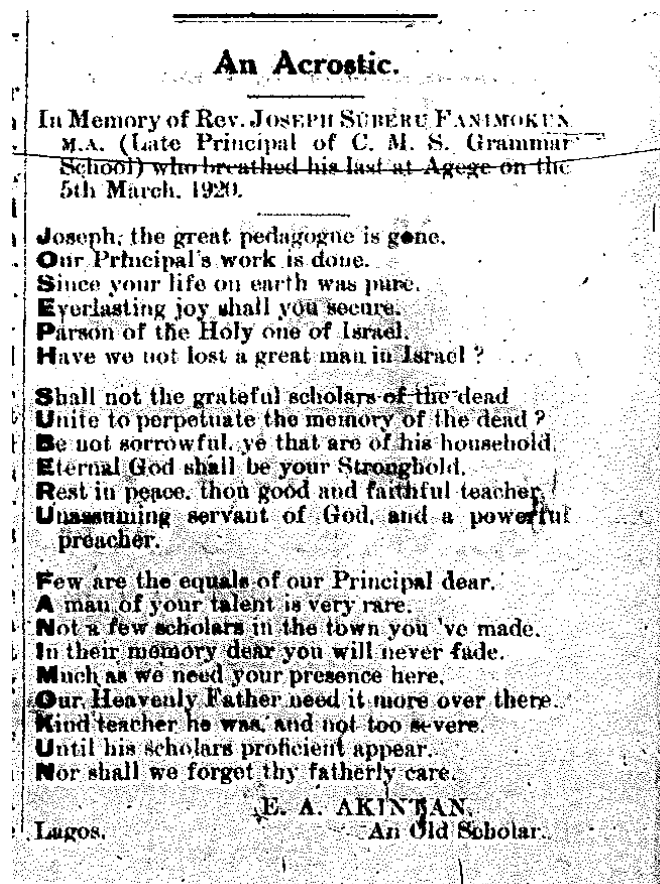 An Acrostic.
In Memory of Rev. JOSEPH SUBERU FANIMOKUN
M.A. (Late Principal of C. M. S. Grammar
School) who breathed his last at Agege on the
5th March, 1920.
Joseph, the great pedagogue is gone.
Our Principal's work is done.
Since your life on earth was pure.
Everlasting joy shall you secure.
Parson of the Holy one of Israel.
Have we not lost a great man in Israel ?
Shall not the grateful scholars of the dead
Unite to perpetuate the memory of the dead ?
Be not sorrowful, ye that are of his household.
Eternal God shall be your Stronghold.
Rest in peace, thou good and faithful teacher,
Unassuming servant of God, and a powerful
preacher.
Few are the equals of our Principal dear.
A man of your talent is very rare.
Not a few scholars in the town you 've made.
In their memory dear you will never fade.
Much as we need your presence here,
Our Heavenly Father need it more over there.
Kind teacher he was, and not too severe.
Until his scholars proficient appear.
Nor shall we forget thy fatherly care.
E. A. AKINTAN,
Lagos. An Old Scholar.